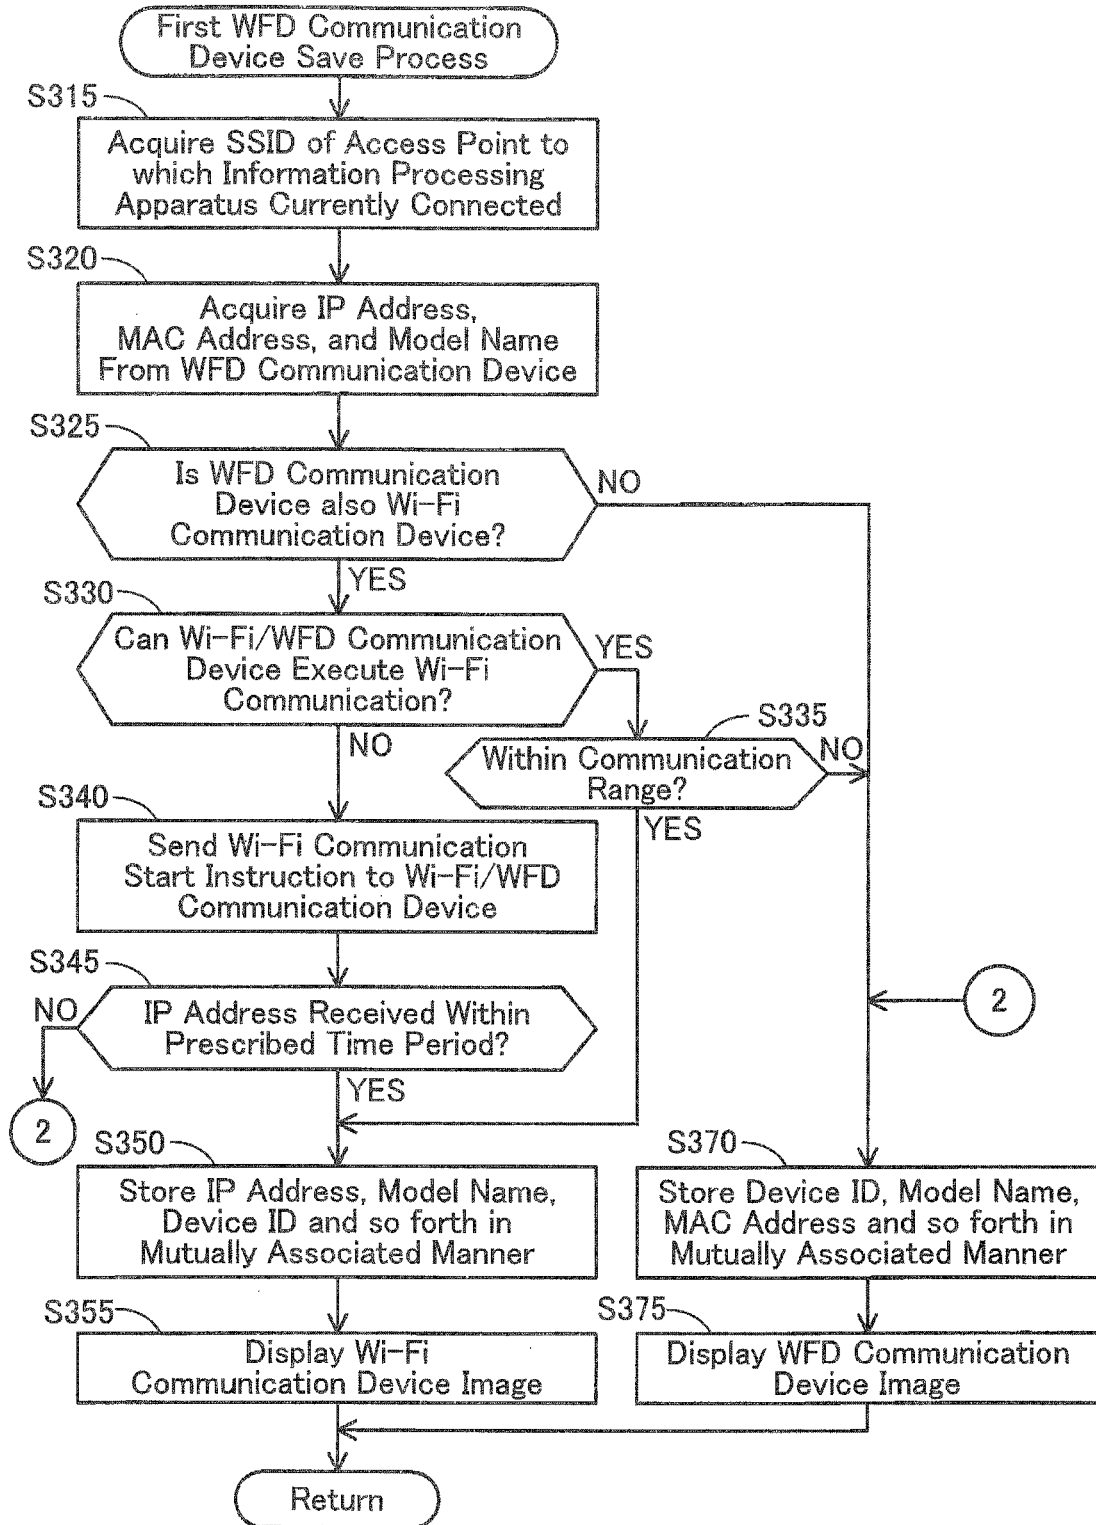 First WFD Communication
Device Save Process
S315
Acquire SSID of Access Point to
which Information Processing
Apparatus Currently Connected
S320
Acquire IP Address,
MAC Address, and Model Name
From WFD Communication Device
S325
Is WFD Communication
Device also Wi-Fi
Communication Device?
NO
YES
S330
Can Wi-Fi/WFD Communication
Device Execute Wi-Fi
Communication?
YES
NO
S335
Within Communication
Range?
NO
YES
S340
Send Wi-Fi Communication
Start Instruction to Wi-Fi/WFD
Communication Device
S345
IP Address Received Within
Prescribed Time Period?
NO
YES
2
2
S350
Store IP Address, Model Name,
Device ID and so forth in
Mutually Associated Manner
S370
Store Device ID, Model Name,
MAC Address and so forth in
Mutually Associated Manner
S355
Display Wi-Fi
Communication Device Image
S375
Display WFD Communication
Device Image
Return